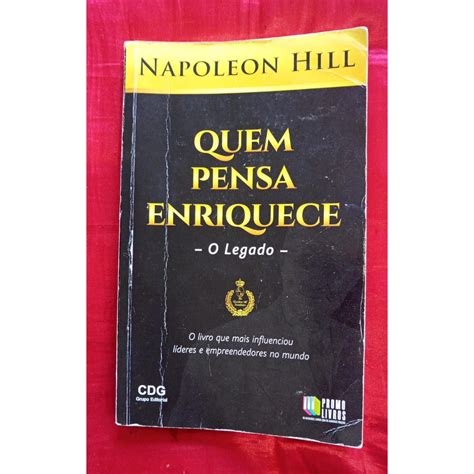 NAPOLEON HILL
QUEM
PENSA
ENRIQUECE
– O Legado –
O livro que mais influenciou
líderes e empreendedores no mundo
CDG
Grupo Editorial
PROMO
LIVROS